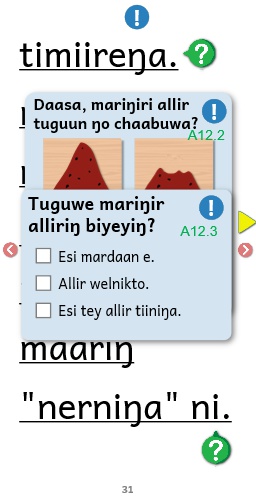 timiireŋa.
Daasa, mariŋiri allir
tuguun ŋo chaabuwa?
A12.2
Tuguwe mariŋir
alliriŋ biyeyiŋ?
A12.3
Esi mardaan e.
Allir welnikto.
Esi tey allir tiiniŋa.
maariŋ
"nerniŋa" ni.
31